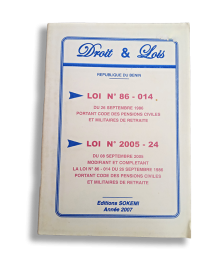 Droit & Lois
REPUBLIQUE DU BENIN
LOI N° 86 - 014
DU 26 SEPTEMBRE 1986
PORTANT CODE DES PENSIONS CIVILES
ET MILITAIRES DE RETRAITE
LOI N° 2005 - 24
DU 08 SEPTEMBRE 2005
MODIFIANT ET COMPLETANT
LA LOI N° 86 - 014 DU 26 SEPTEMBRE 1986
PORTANT CODE DES PENSIONS CIVILES
ET MILITAIRES DE RETRAITE
Editions SOKEMI
Année 2007